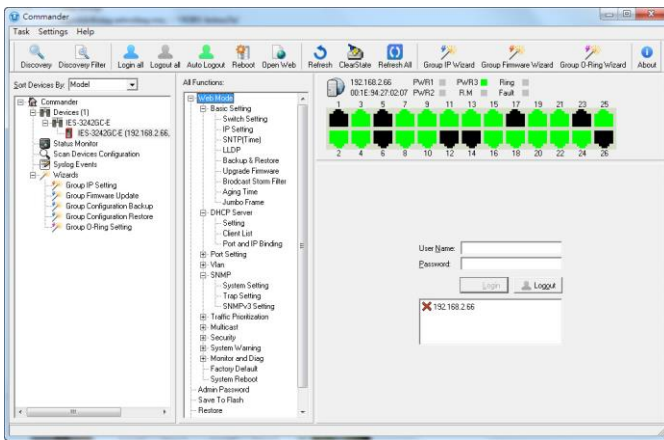 Commander
Task Settings Help
Discovery Discovery Filter Login all Logout all Auto Logout Reboot Open Web Refresh ClearState Refresh All Group IP Wizard Group Firmware Wizard Group O-Ring Wizard About
Sort Devices By: Model
Commander
Devices (1)
IES-3242GC-E
IES-3242GC-E (192.168.2.66,
Status Monitor
Scan Devices Configuration
Syslog Events
Wizards
Group IP Setting
Group Firmware Update
Group Configuration Backup
Group Configuration Restore
Group O-Ring Setting
All Functions:
Web Mode
Basic Setting
Switch Setting
IP Setting
SNTP(Time)
LLDP
Backup & Restore
Upgrade Firmware
Brodcast Storm Filter
Aging Time
Jumbo Frame
DHCP Server
Setting
Client List
Port and IP Binding
Port Setting
Vlan
SNMP
System Setting
Trap Setting
SNMPv3 Setting
Traffic Prioritization
Multicast
Security
System Warning
Monitor and Diag
Factory Default
System Reboot
Admin Password
Save To Flash
Restore
192.168.2.66 PWR1 PWR3 Ring
00:1E:94:27:02:07 PWR2 R.M Fault
1 3 5 7 9 11 13 15 17 19 21 23 25
2 4 6 8 10 12 14 16 18 20 22 24 26
User Name:
Password:
Login Logout
192.168.2.66